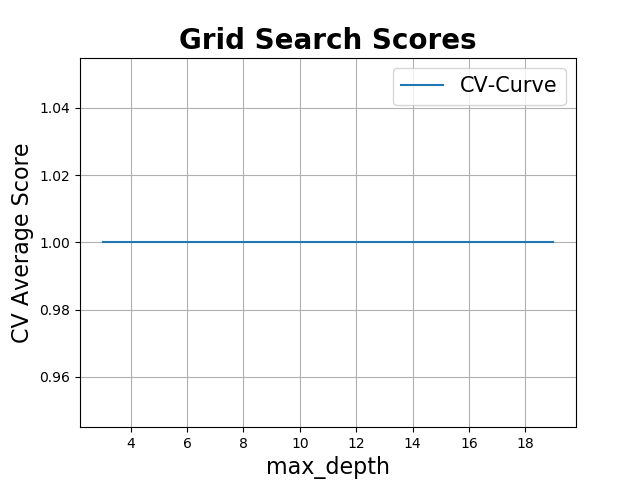 Grid Search Scores
CV-Curve
1.04
1.02
1.00
0.98
0.96
CV Average Score
4 6 8 10 12 14 16 18
max_depth